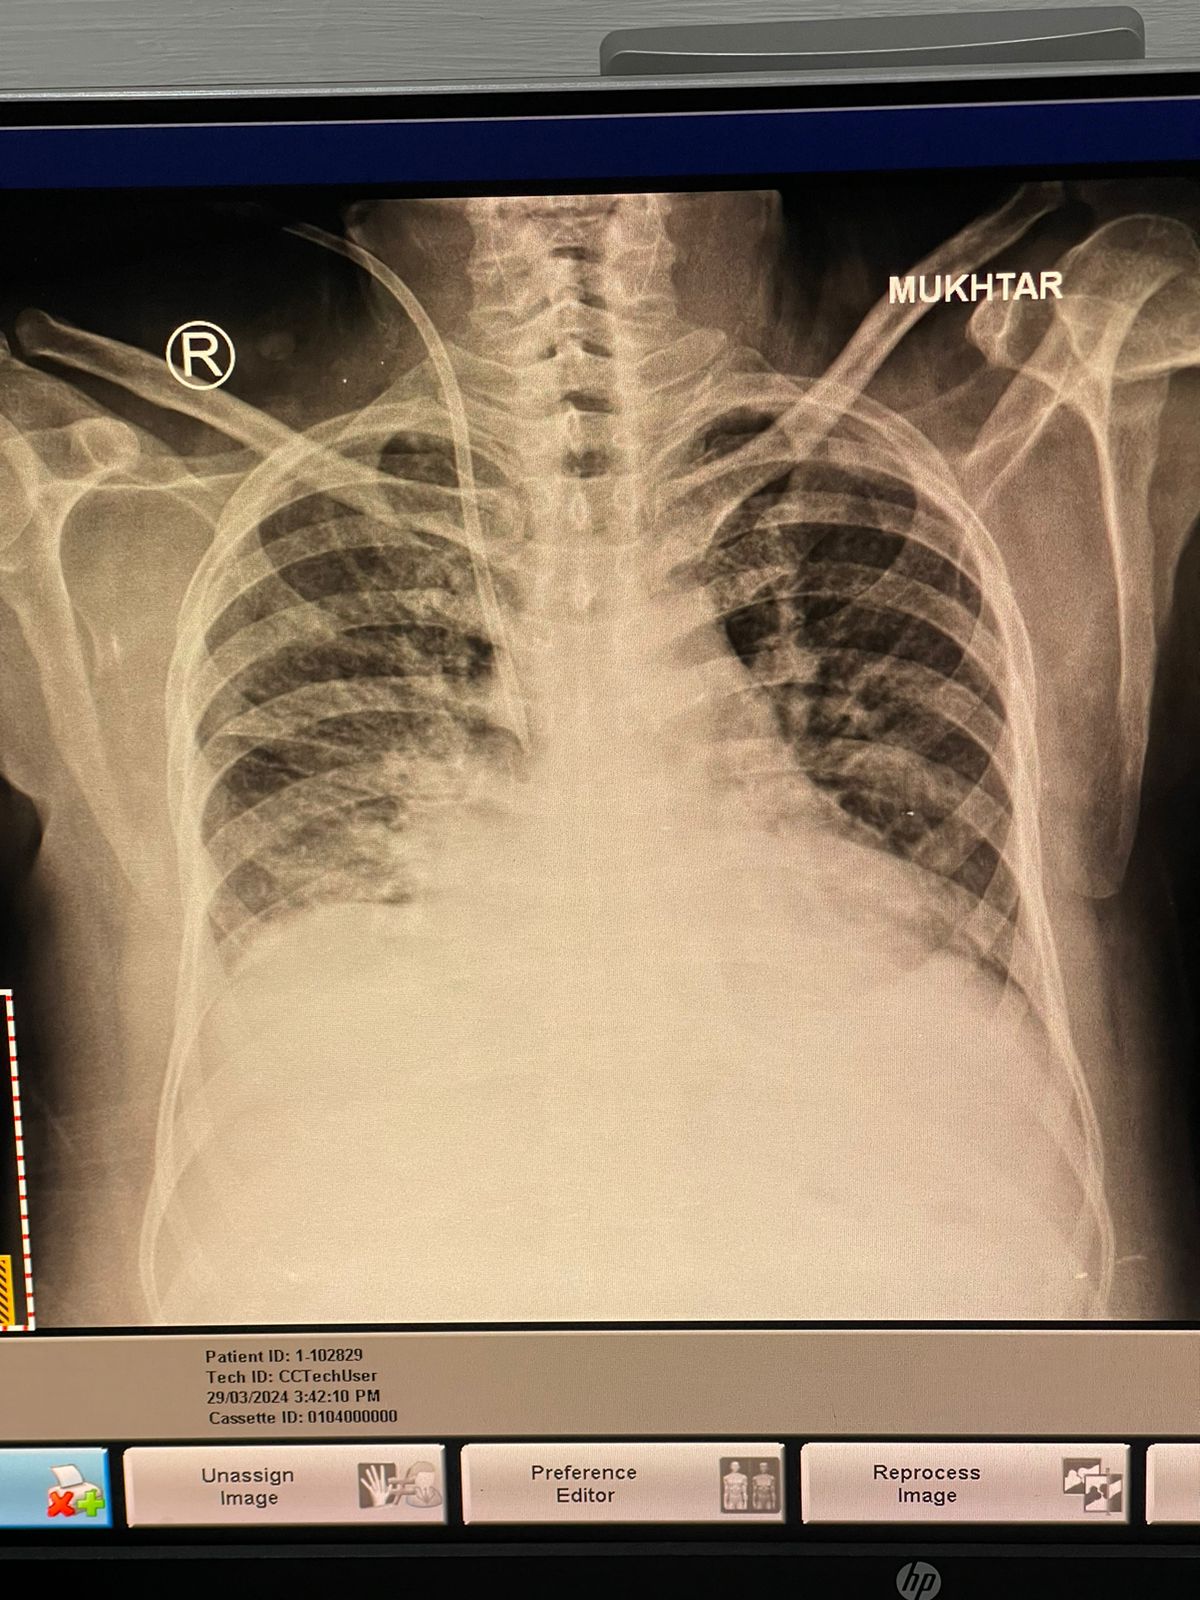 MUKHTAR
R
Patient ID: 1-102829
Tech ID: CCTechUser
29/03/2024 3:42:10 PM
Cassette ID: 0104000000
Unassign
Image
Preference
Editor
Reprocess
Image
hp